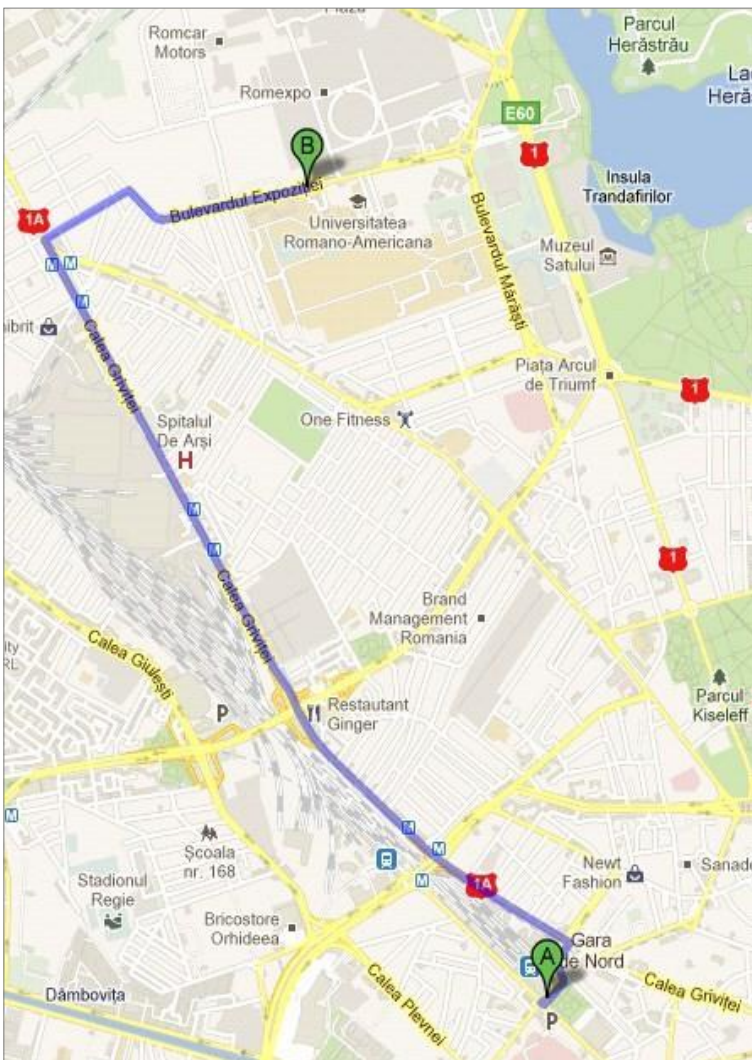 Plaza
Parcul
Herăstrău
Romcar
Motors
Romexpo
E60
1
B
Insula
Trandafirilor
Bulevardul Expoziției
Universitatea
Romano-Americana
Bulevardul Mărăști
Muzeul
Satului
1A
M
M
M
Calea Griviței
Piața Arcul
de Triumf
1
One Fitness
Spitalul
De Arși
H
M
M
1
Calea Griviței
Brand
Management
Romania
Calea Giulești
P
Restautant
Ginger
Parcul
Kiseleff
M
M
M
M
Școala
nr. 168
1A
Newt
Fashion
Stadionul
Regie
Bricostore
Orhideea
Gara
de Nord
A
Calea Plevnei
Calea Griviței
Dâmbovița
P